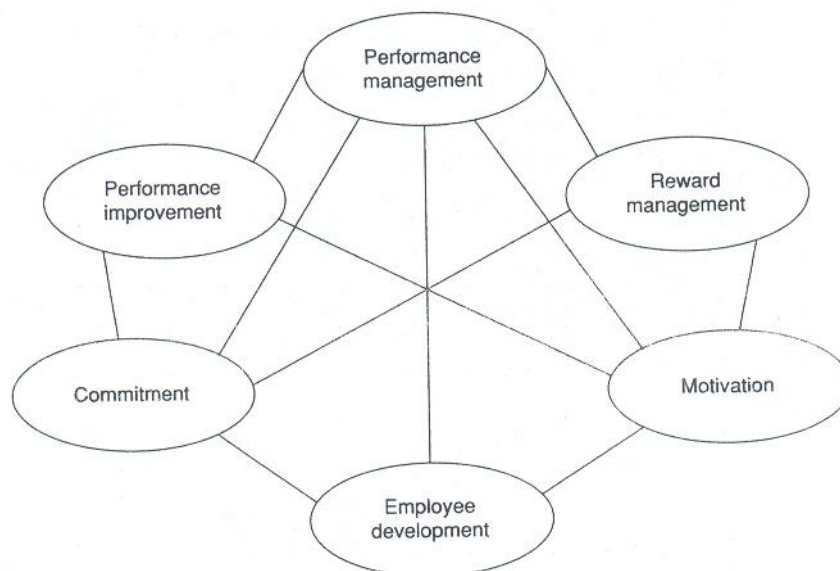 Performance
management
Performance
improvement
Reward
management
Commitment
Motivation
Employee
development